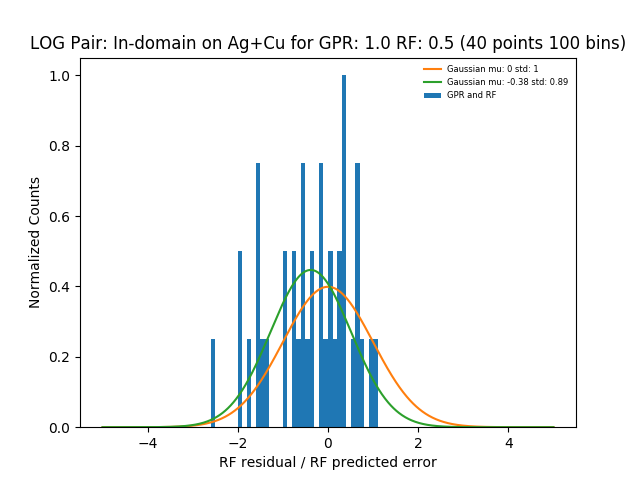 LOG Pair: In-domain on Ag+Cu for GPR: 1.0 RF: 0.5 (40 points 100 bins)
Gaussian mu: 0 std: 1
Gaussian mu: -0.38 std: 0.89
GPR and RF
Normalized Counts
1.0
0.8
0.6
0.4
0.2
0.0
−4 −2 0 2 4
RF residual / RF predicted error